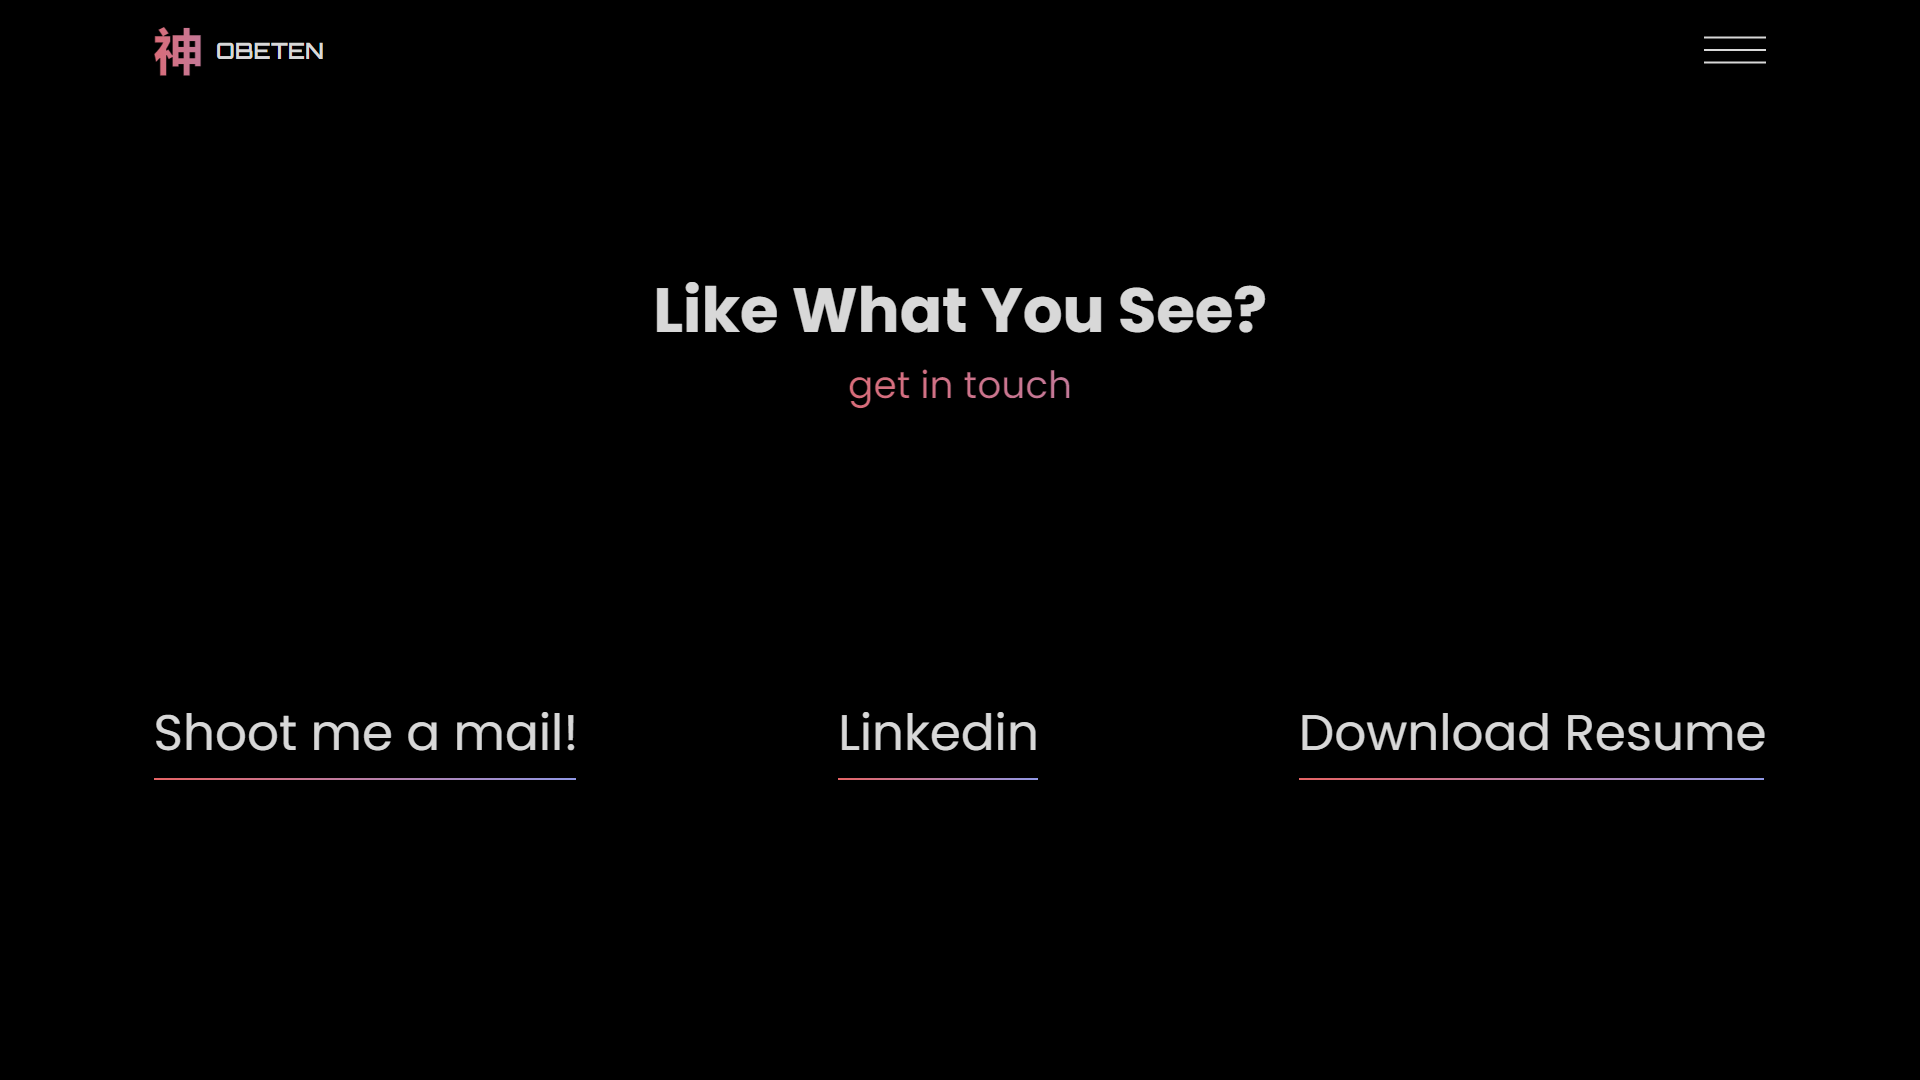 神 OBETEN
Like What You See?
get in touch
Shoot me a mail!
Linkedin
Download Resume